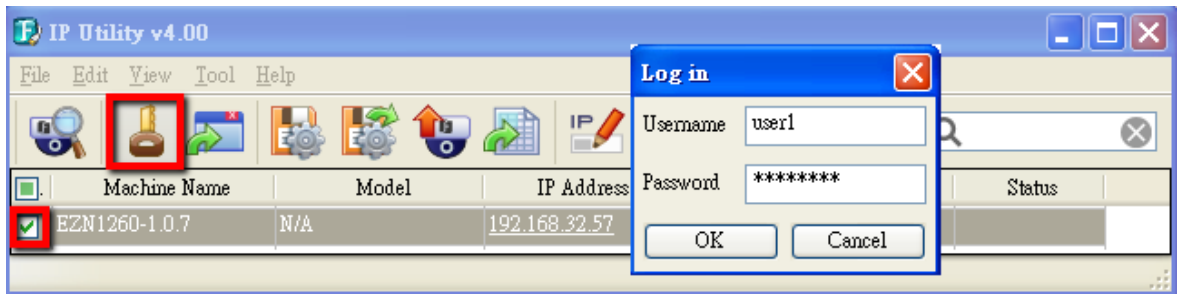 IP Utility v4.00
File Edit View Tool Help
IP
Machine Name Model IP Address Status
EZN1260-1.0.7 N/A 192.168.32.57
Log in
Username user1
Password ********
OK Cancel